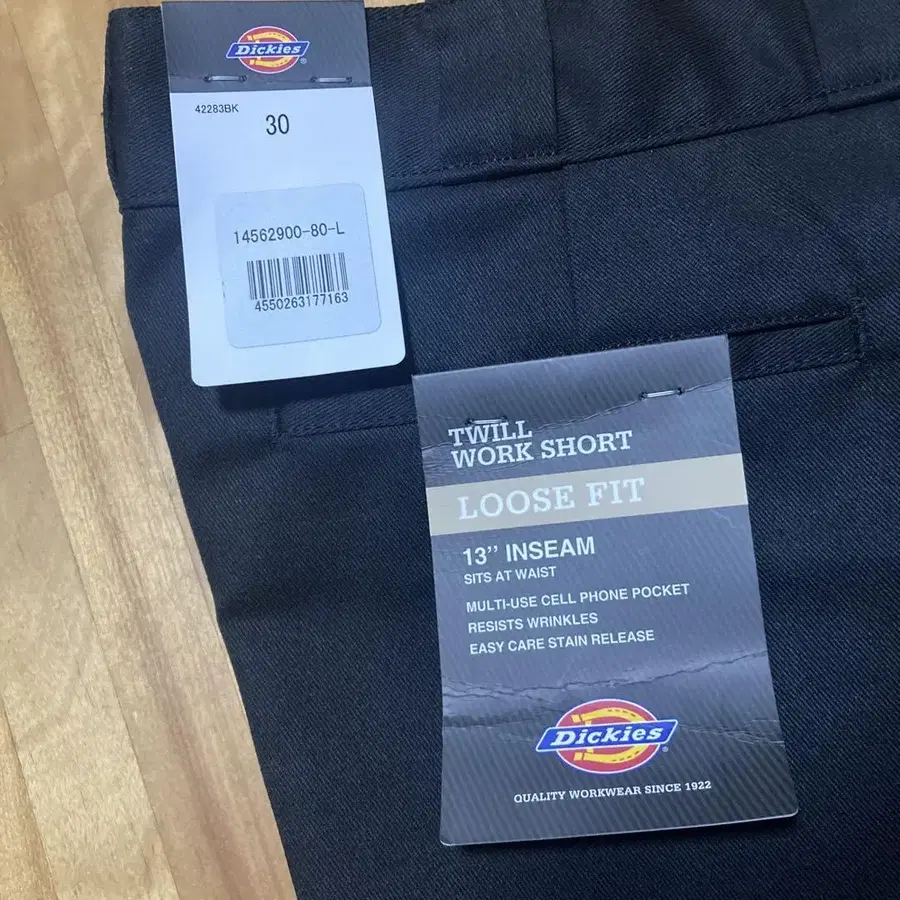 Dickies
42283BK
30
14562900-80-L
4550263177163
TWILL
WORK SHORT
LOOSE FIT
13” INSEAM
SITS AT WAIST
MULTI-USE CELL PHONE POCKET
RESISTS WRINKLES
EASY CARE STAIN RELEASE
Dickies
QUALITY WORKWEAR SINCE 1922